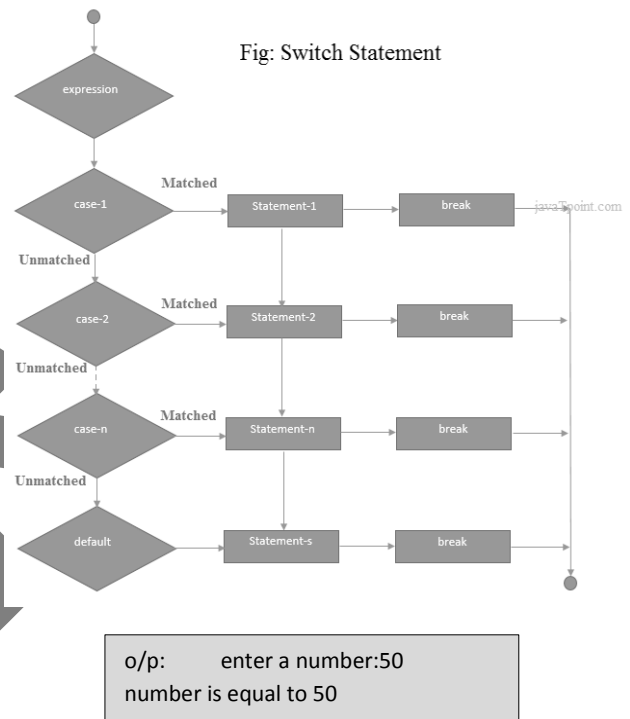 Fig: Switch Statement
expression
case-1
Matched
Statement-1
break
javaTpoint.com
Unmatched
case-2
Matched
Statement-2
break
Unmatched
case-n
Matched
Statement-n
break
Unmatched
default
Statement-s
break
o/p: enter a number:50
number is equal to 50